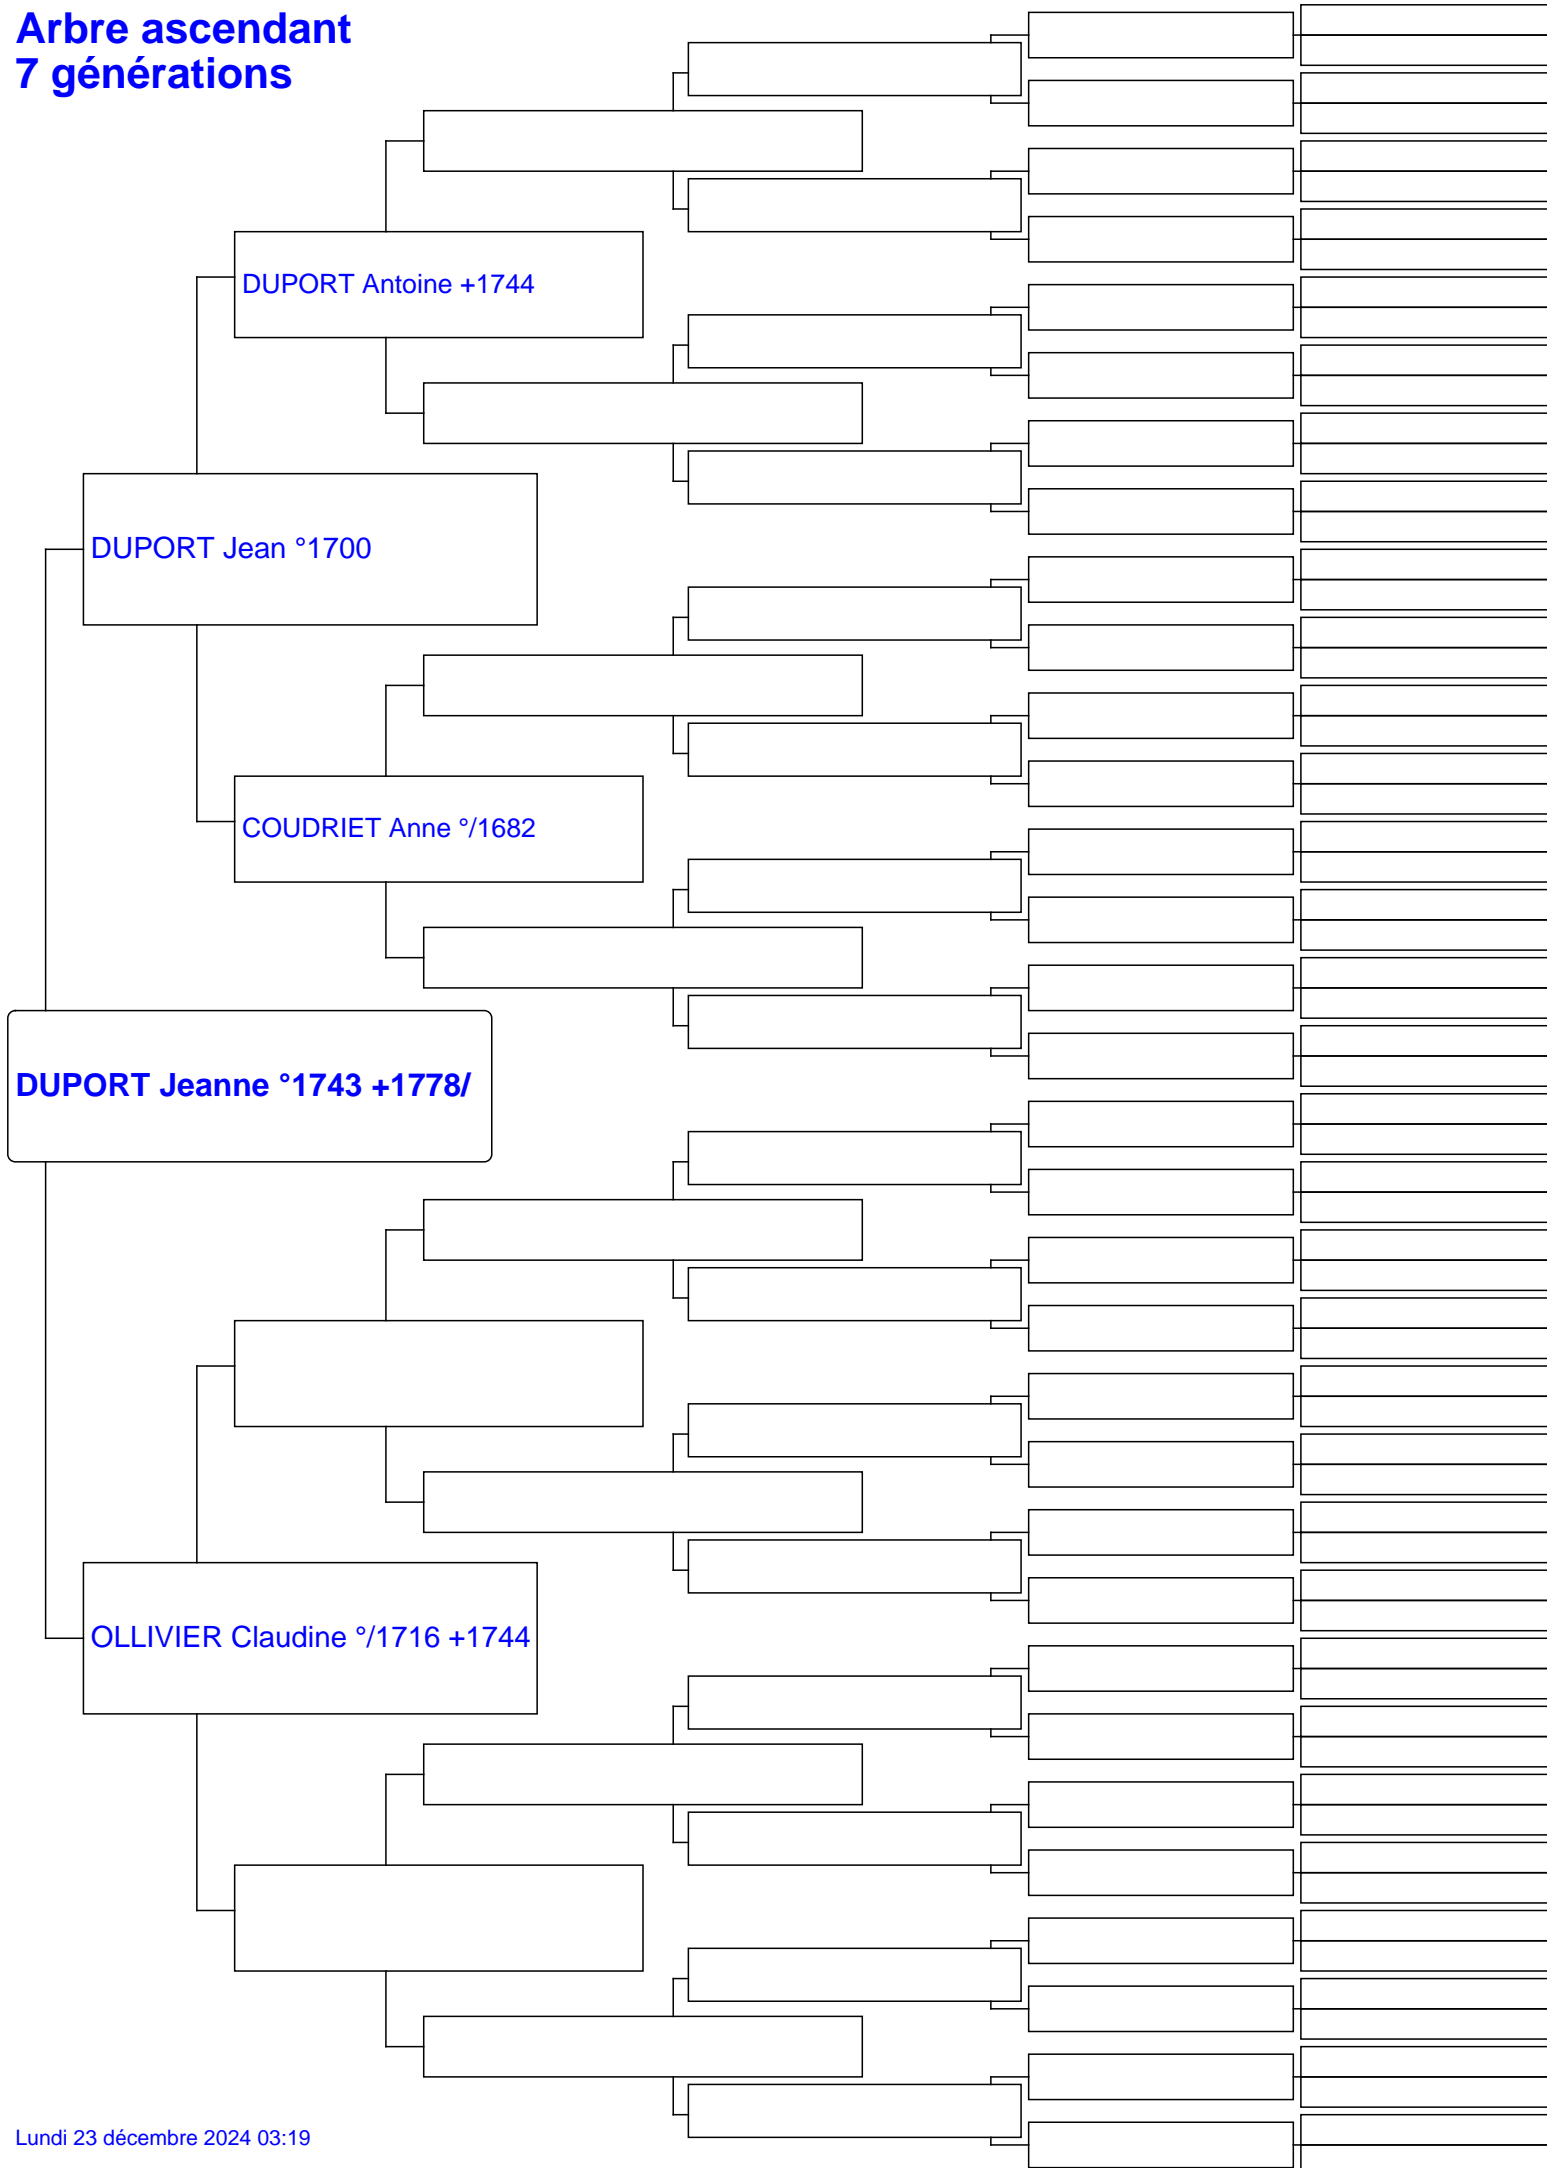 Arbre ascendant
7 générations
DUPORT Antoine +1744
DUPORT Jean °1700
COUDRIET Anne °/1682
DUPORT Jeanne °1743 +1778/
OLLIVIER Claudine °/1716 +1744
Lundi 23 décembre 2024 03:19